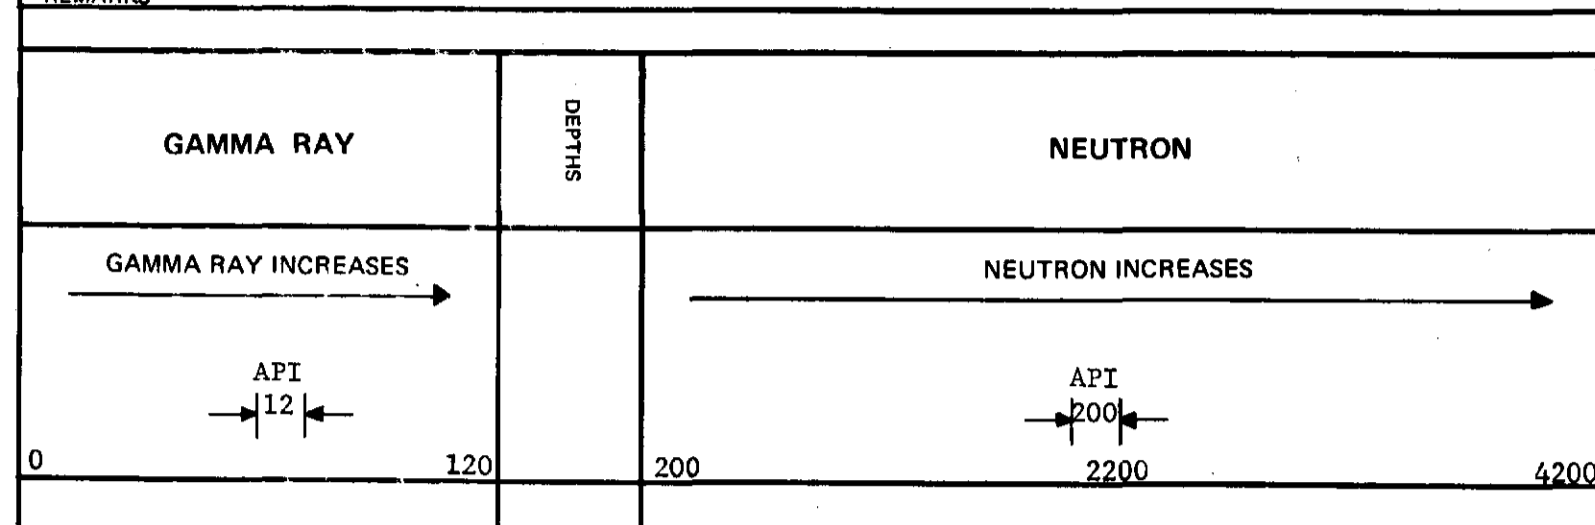 GAMMA RAY
DEPTHS
NEUTRON
GAMMA RAY INCREASES
NEUTRON INCREASES
API
12
API
200
0 120 200 2200 4200